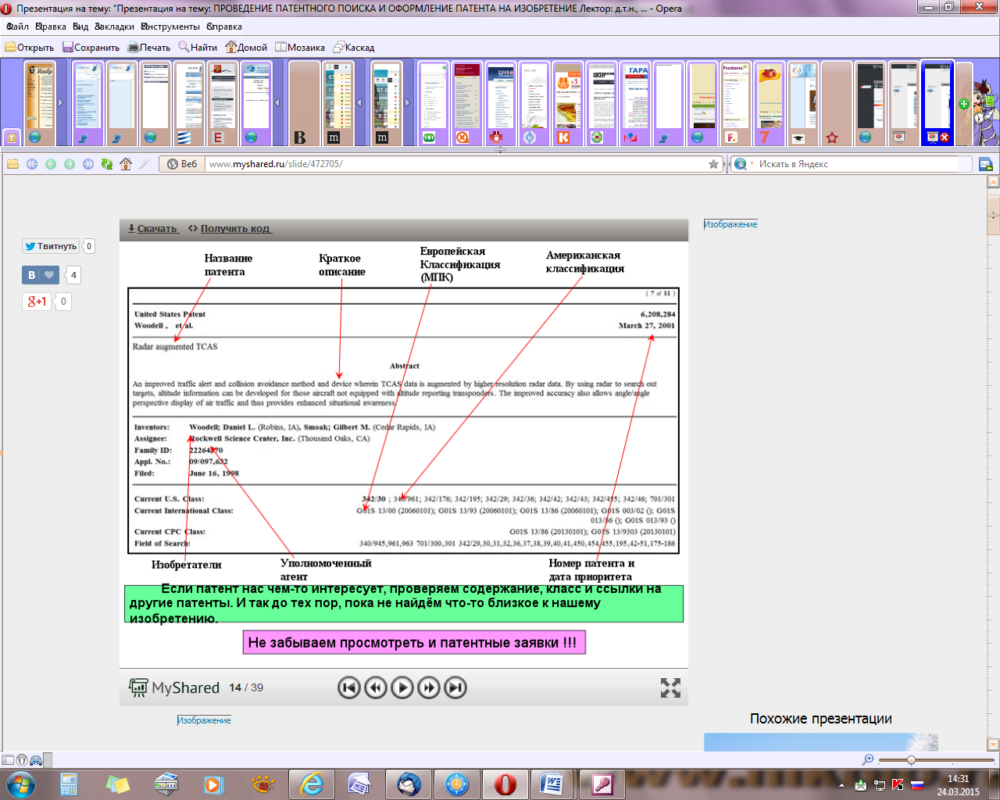 Презентация на тему: "Презентация на тему: ПРОВЕДЕНИЕ ПАТЕНТНОГО ПОИСКА И ОФОРМЛЕНИЕ ПАТЕНТА НА ИЗОБРЕТЕНИЕ Лектор: д.т.н., ... - Opera
Файл Правка Вид Закладки Инструменты Справка
Открыть Сохранить Печать Найти Домой Мозаика Каскад
Foodzona
ГАРА
Веб www.myshared.ru/slide/472705/ Искать в Яндекс
Скачать Получить код
Изображение
Твитнуть 0
B 4
g+1 0
Название патента
Краткое описание
Европейская Классификация (МПК)
Американская классификация
( 7 of 11 )
United States Patent 6,208,284
Woodell , et al. March 27, 2001
Radar augmented TCAS
Abstract
An improved traffic alert and collision avoidance method and device wherein TCAS data is augmented by higher resolution radar data. By using radar to search out
targets, altitude information can be developed for those aircraft not equipped with altitude reporting transponders. The improved accuracy also allows angle/angle
perspective display of air traffic and thus provides enhanced situational awareness.
Inventors: Woodell; Daniel L. (Robins, IA), Smoak; Gilbert M. (Cedar Rapids, IA)
Assignee: Rockwell Science Center, Inc. (Thousand Oaks, CA)
Family ID: 22264370
Appl. No.: 09/097,632
Filed: June 16, 1998
Current U.S. Class: 342/30 ; 340/961; 342/176; 342/195; 342/29; 342/36; 342/42; 342/43; 342/455; 342/46; 701/301
Current International Class: G01S 13/00 (20060101); G01S 13/93 (20060101); G01S 13/86 (20060101); G01S 003/02 (); G01S
013/86 (); G01S 013/93 ()
Current CPC Class: G01S 13/86 (20130101); G01S 13/9303 (20130101)
Field of Search: 340/945,961,963 701/300,301 342/29,30,31,32,36,37,38,39,40,41,450,454,455,195,42-51,175-186
Изобретатели
Уполномоченный агент
Номер патента и дата приоритета
Если патент нас чем-то интересует, проверяем содержание, класс и ссылки на
другие патенты. И так до тех пор, пока не найдём что-то близкое к нашему
изобретению.
Не забываем просмотреть и патентные заявки !!!
MyShared 14 / 39
Изображение
Похожие презентации
14:31
24.03.2015